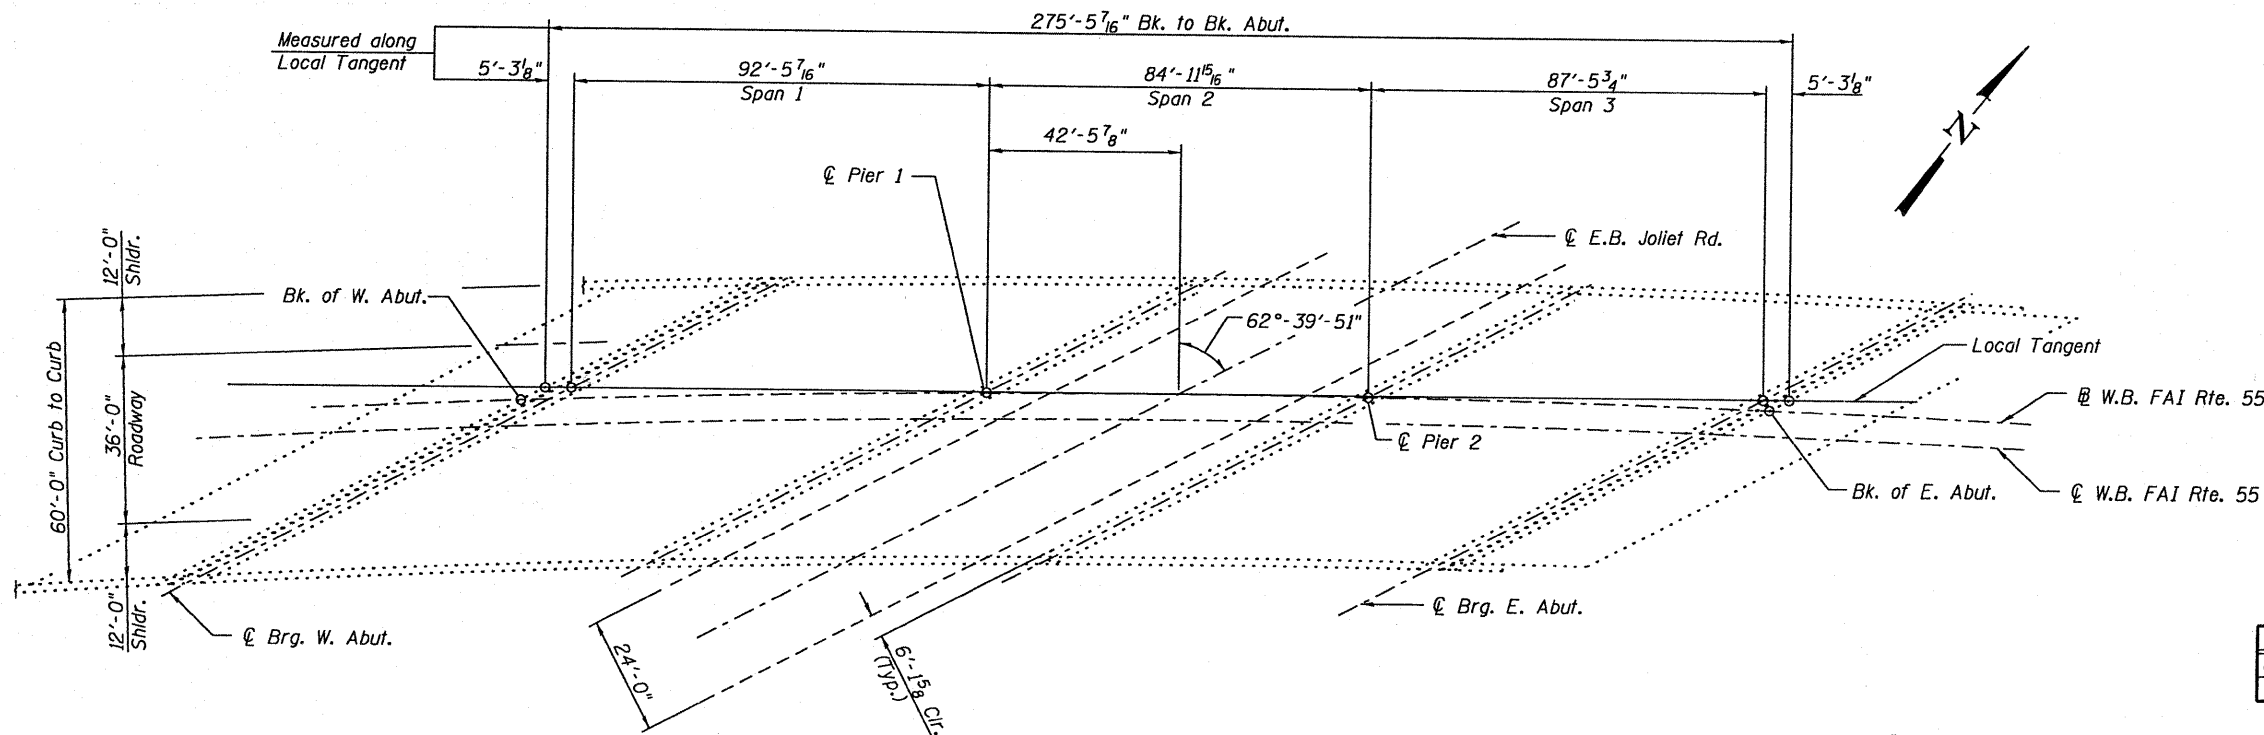 275'-5 7/16" Bk. to Bk. Abut.
Measured along
Local Tangent
5'-3 1/8"
92'-5 7/16"
Span 1
84'-11 15/16"
Span 2
87'-5 3/4"
Span 3
5'-3 1/8"
42'-5 7/8"
N
℄ Pier 1
℄ E.B. Joliet Rd.
12'-0"
Shldr.
Bk. of W. Abut.
62°-39'-51"
Local Tangent
60'-0" Curb to Curb
36'-0"
Roadway
B W.B. FAI Rte. 55
℄ Pier 2
Bk. of E. Abut.
℄ W.B. FAI Rte. 55
12'-0"
Shldr.
℄ Brg. W. Abut.
℄ Brg. E. Abut.
24'-0"
6'-1 5/8 Clr.
(Typ.)